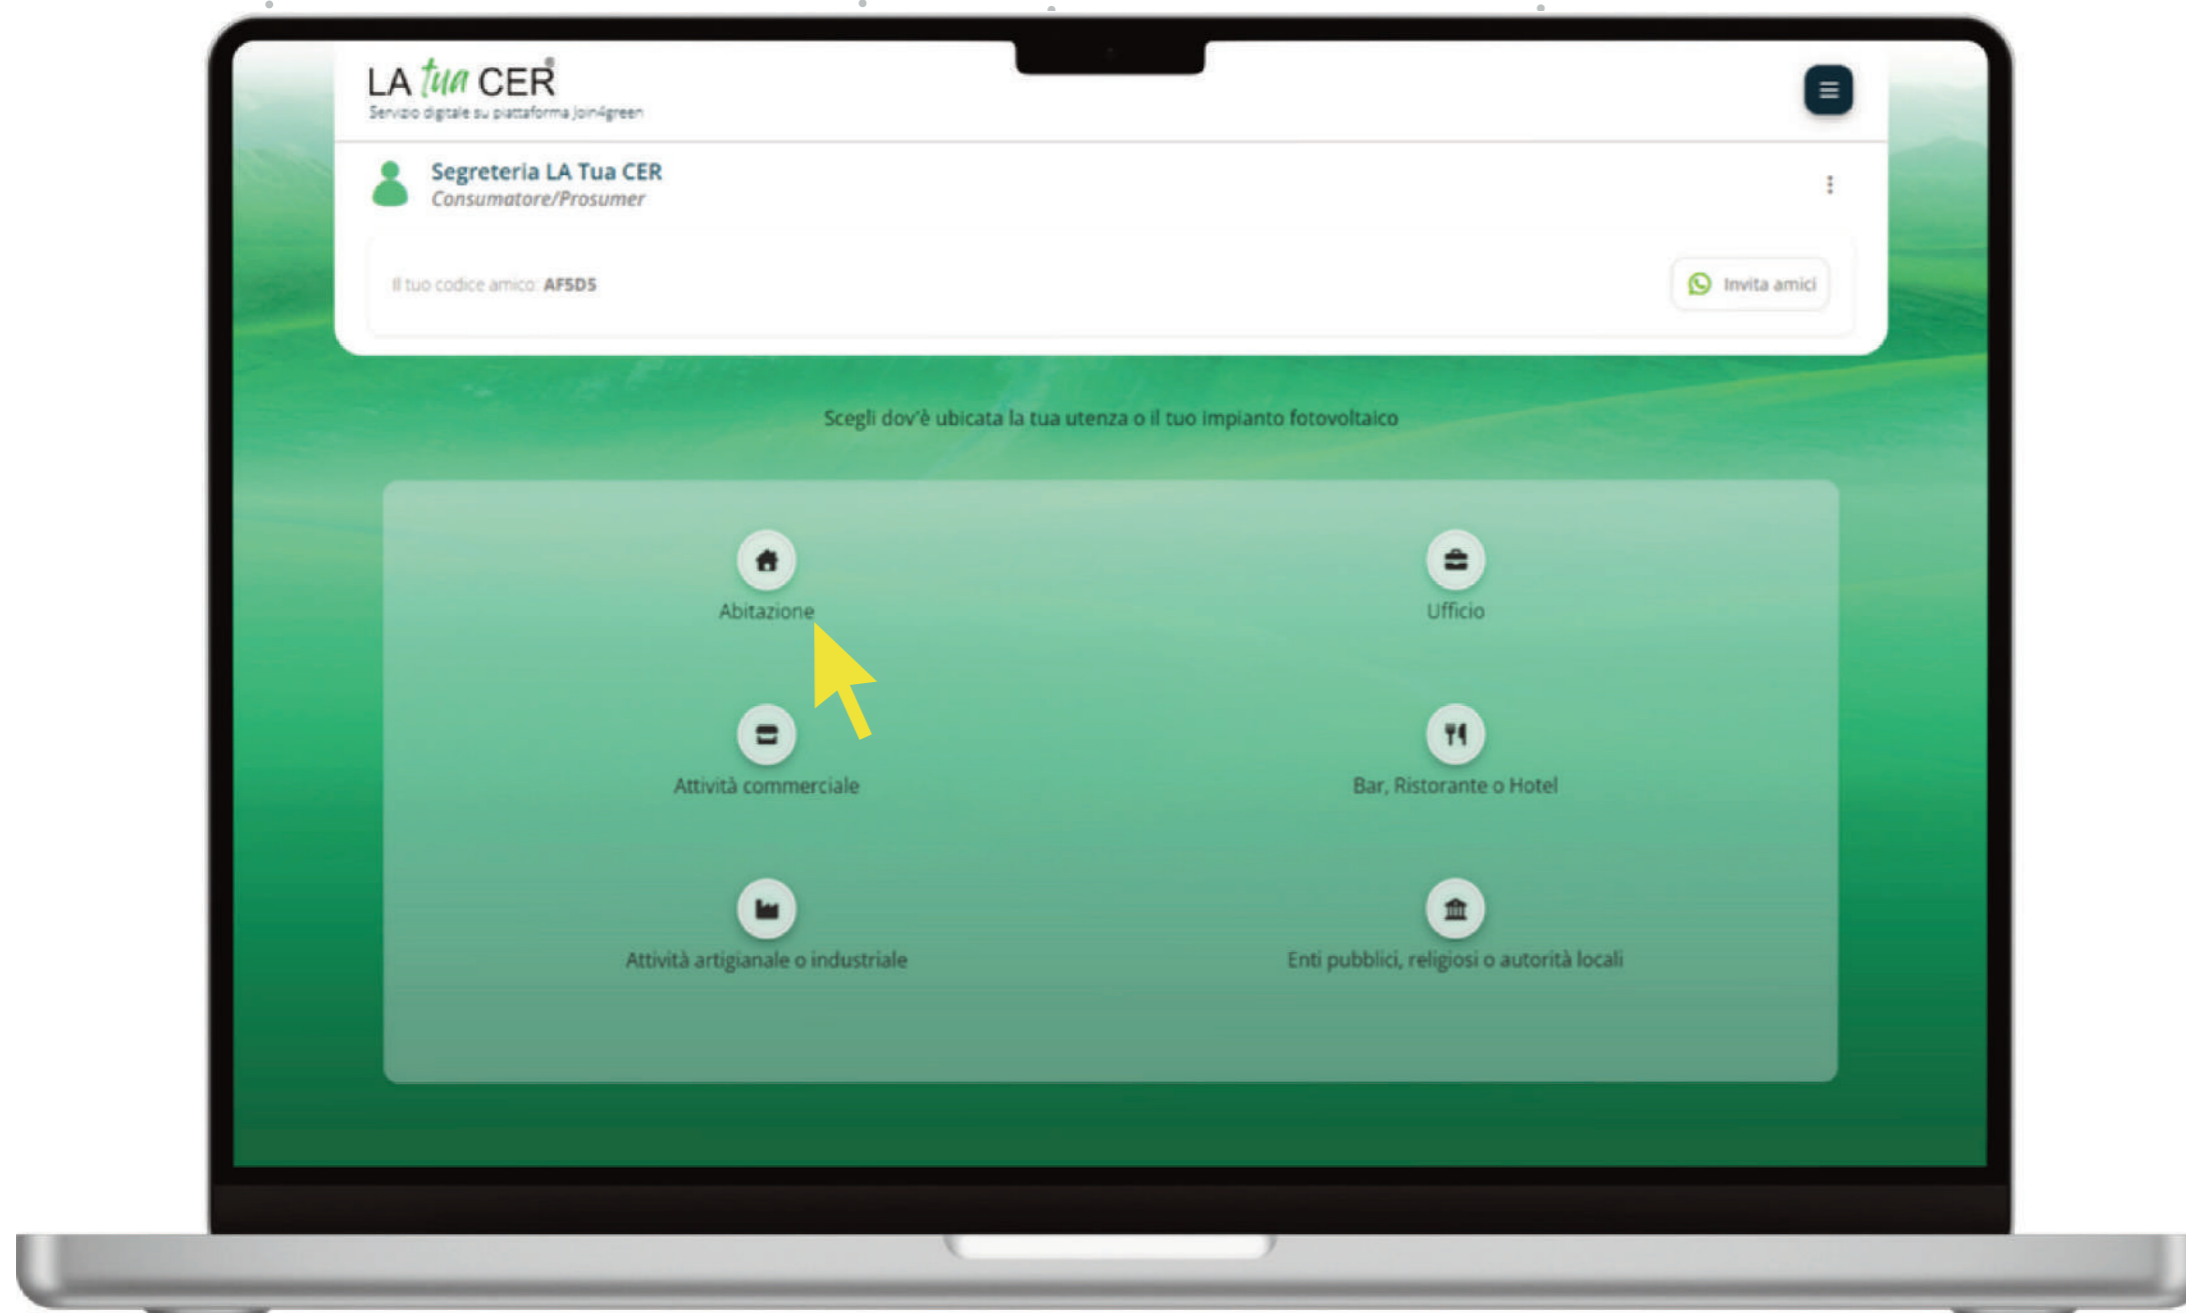 LA tua CER®
Servizio digitale su piattaforma Join4green
Segreteria LA Tua CER
Consumatore/Prosumer
Il tuo codice amico: AF5D5
Invita amici
Scegli dov'è ubicata la tua utenza o il tuo impianto fotovoltaico
Abitazione
Ufficio
Attività commerciale
Bar, Ristorante o Hotel
Attività artigianale o industriale
Enti pubblici, religiosi o autorità locali